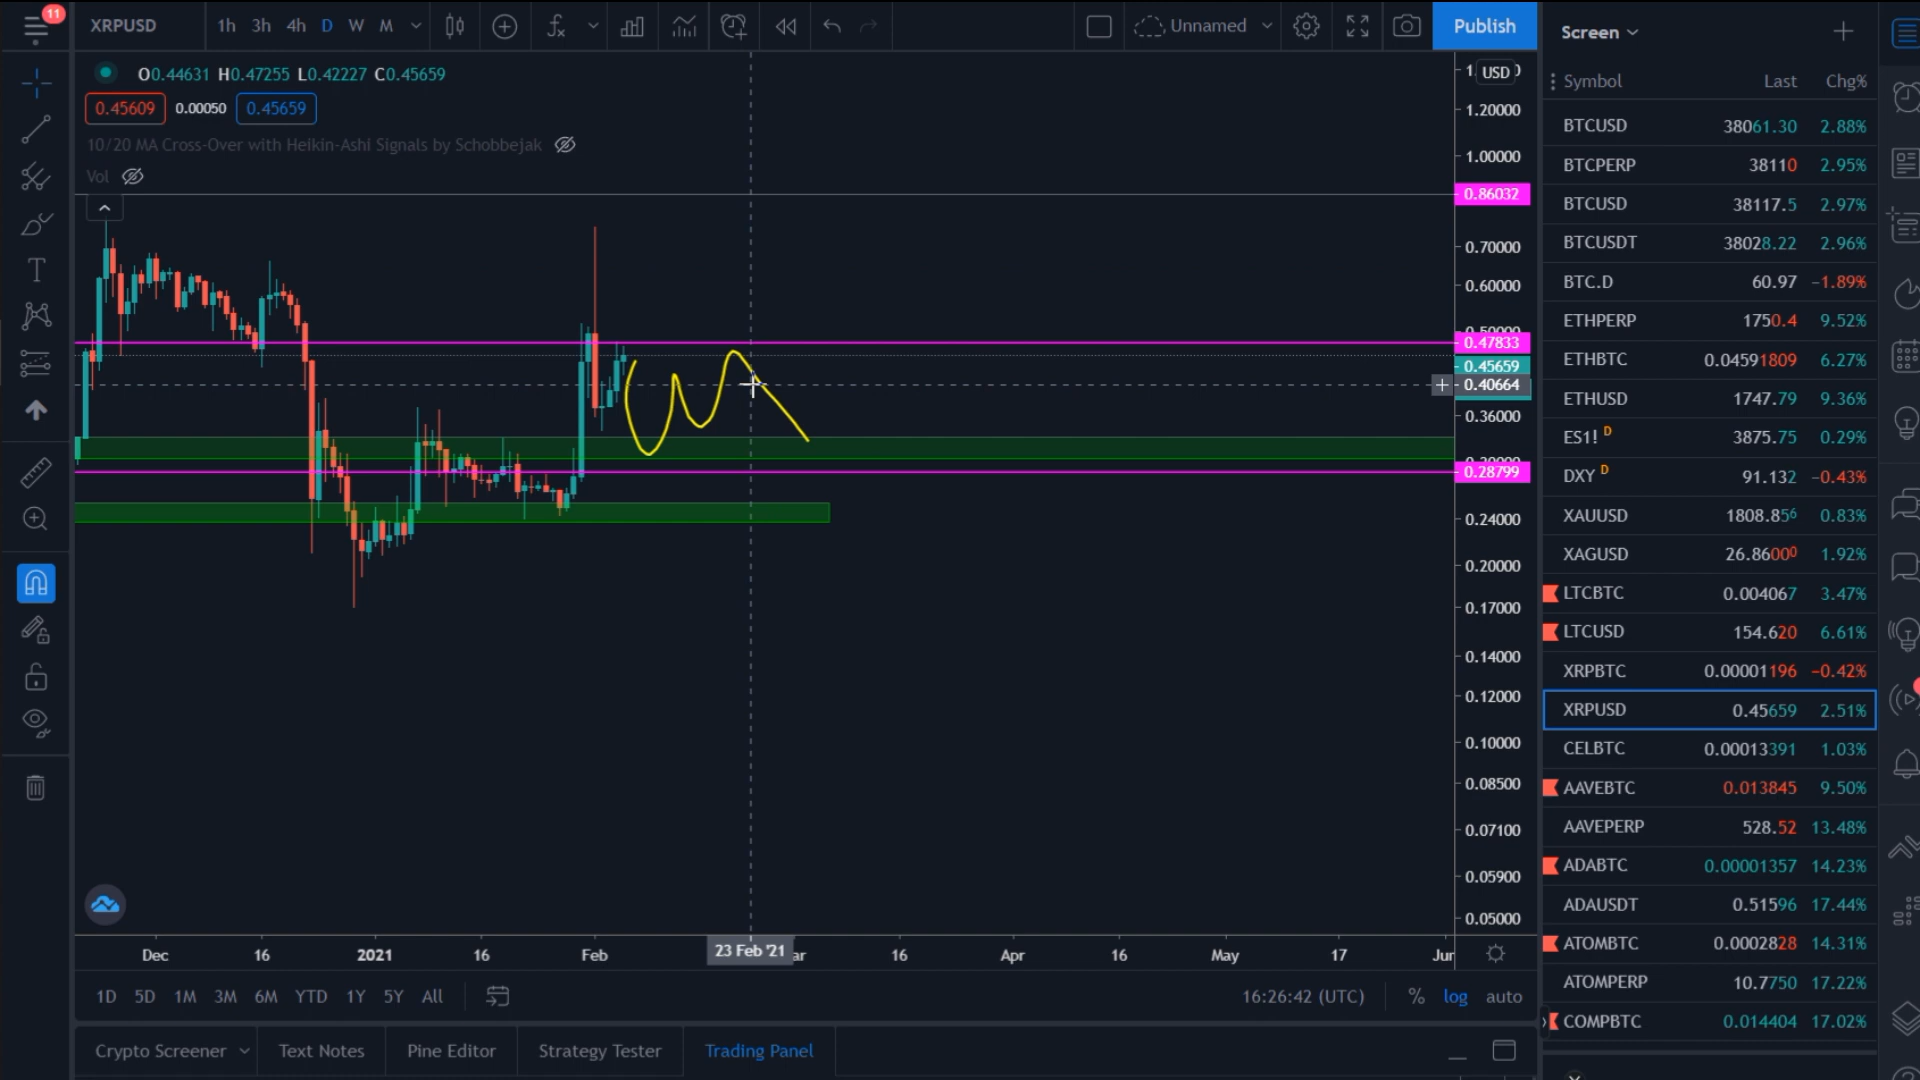 11
XRPUSD 1h 3h 4h D W M Unnamed Publish
O0.44631 H0.47255 L0.42227 C0.45659
0.45609 0.00050 0.45659
10/20 MA Cross-Over with Heikin-Ashi Signals by Schobbejak
Vol
USD
1.20000
1.00000
0.86032
0.70000
0.60000
0.50000
0.47833
0.45659
0.40664
0.36000
0.30000
0.28799
0.24000
0.20000
0.17000
0.14000
0.12000
0.10000
0.08500
0.07100
0.05900
0.05000
Dec 16 2021 16 Feb 23 Feb '21 ar 16 Apr 16 May 17 Jun
1D 5D 1M 3M 6M YTD 1Y 5Y All 16:26:42 (UTC) % log auto
Crypto Screener Text Notes Pine Editor Strategy Tester Trading Panel
Screen
Symbol Last Chg%
BTCUSD 38061.30 2.88%
BTCPERP 38110 2.95%
BTCUSD 38117.5 2.97%
BTCUSDT 38028.22 2.96%
BTC.D 60.97 −1.89%
ETHPERP 1750.4 9.52%
ETHBTC 0.04591809 6.27%
ETHUSD 1747.79 9.36%
ES1! D 3875.75 0.29%
DXY D 91.132 −0.43%
XAUUSD 1808.856 0.83%
XAGUSD 26.86000 1.92%
LTCBTC 0.004067 3.47%
LTCUSD 154.620 6.61%
XRPBTC 0.00001196 −0.42%
XRPUSD 0.45659 2.51%
CELBTC 0.00013391 1.03%
AAVEBTC 0.013845 9.50%
AAVEPERP 528.52 13.48%
ADABTC 0.00001357 14.23%
ADAUSDT 0.51596 17.44%
ATOMBTC 0.0002828 14.31%
ATOMPERP 10.7750 17.22%
COMPBTC 0.014404 17.02%